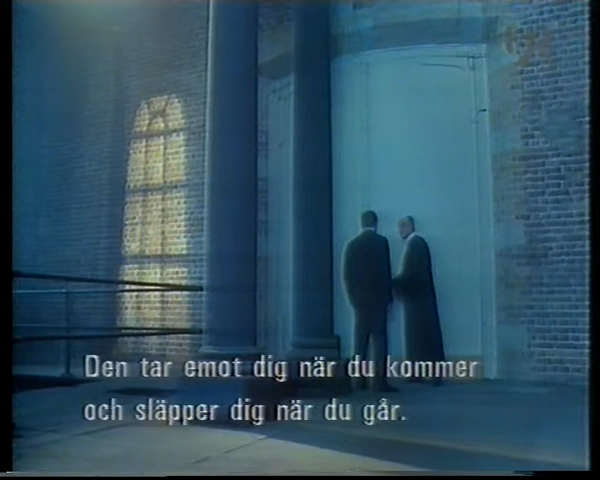 Den tar emot dig när du kommer
och släpper dig när du går.